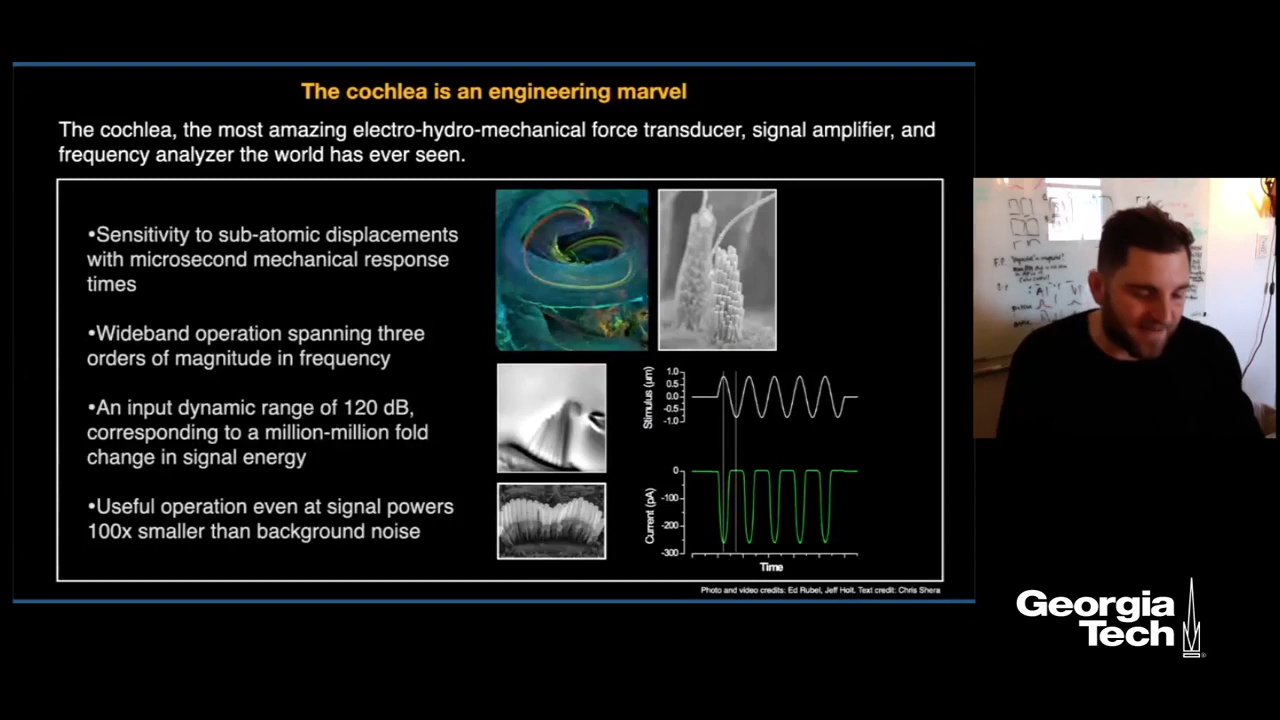 The cochlea is an engineering marvel
The cochlea, the most amazing electro-hydro-mechanical force transducer, signal amplifier, and
frequency analyzer the world has ever seen.
•Sensitivity to sub-atomic displacements
with microsecond mechanical response
times
•Wideband operation spanning three
orders of magnitude in frequency
•An input dynamic range of 120 dB,
corresponding to a million-million fold
change in signal energy
•Useful operation even at signal powers
100x smaller than background noise
Stimulus (μm)
1.0
0.5
0.0
-0.5
-1.0
Current (pA)
0
-100
-200
-300
Time
Photo and video credits: Ed Rubel, Jeff Holt. Text credit: Chris Shera
Georgia
Tech
®